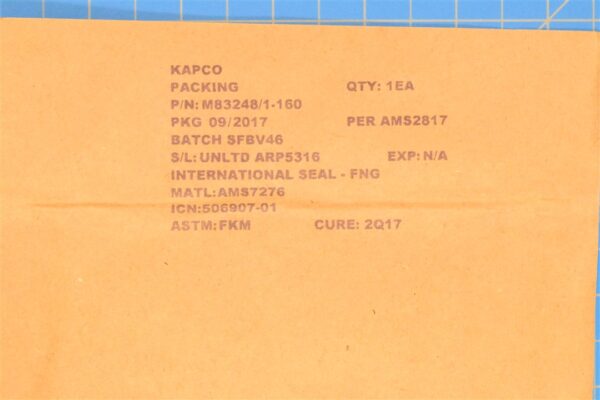 KAPCO
PACKING QTY: 1EA
P/N: M83248/1-160
PKG 09/2017 PER AMS2817
BATCH SFBV46
S/L: UNLTD ARP5316 EXP: N/A
INTERNATIONAL SEAL - FNG
MATL: AMS7276
ICN:506907-01
ASTM: FKM CURE: 2Q17